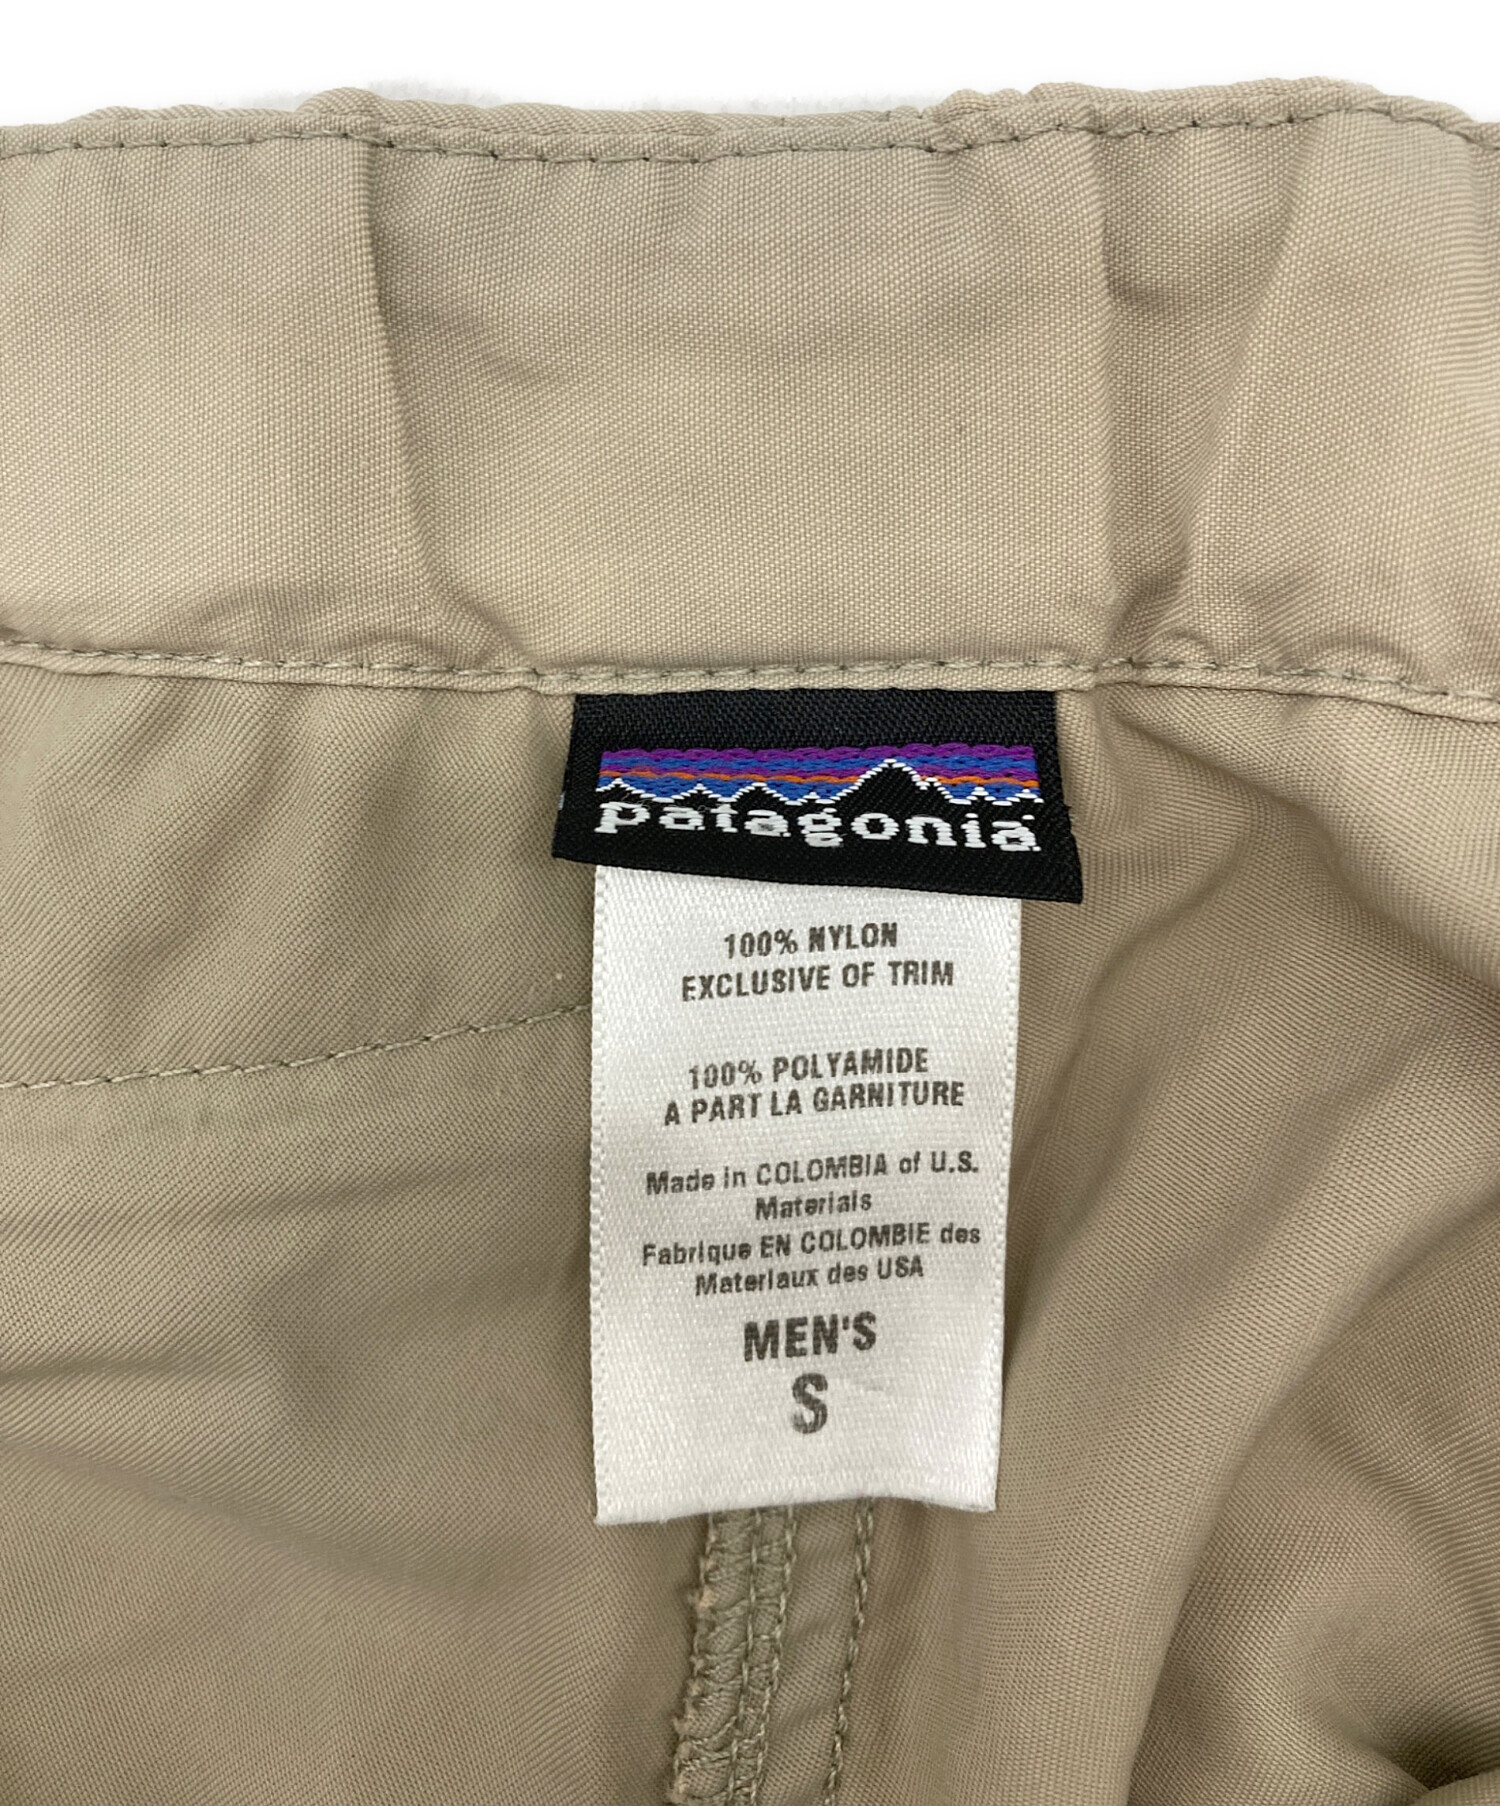 patagonia
100% NYLON
EXCLUSIVE OF TRIM
100% POLYAMIDE
A PART LA GARNITURE
Made in COLOMBIA of U.S.
Materials
Fabrique EN COLOMBIE des
Materiaux des USA
MEN'S
S